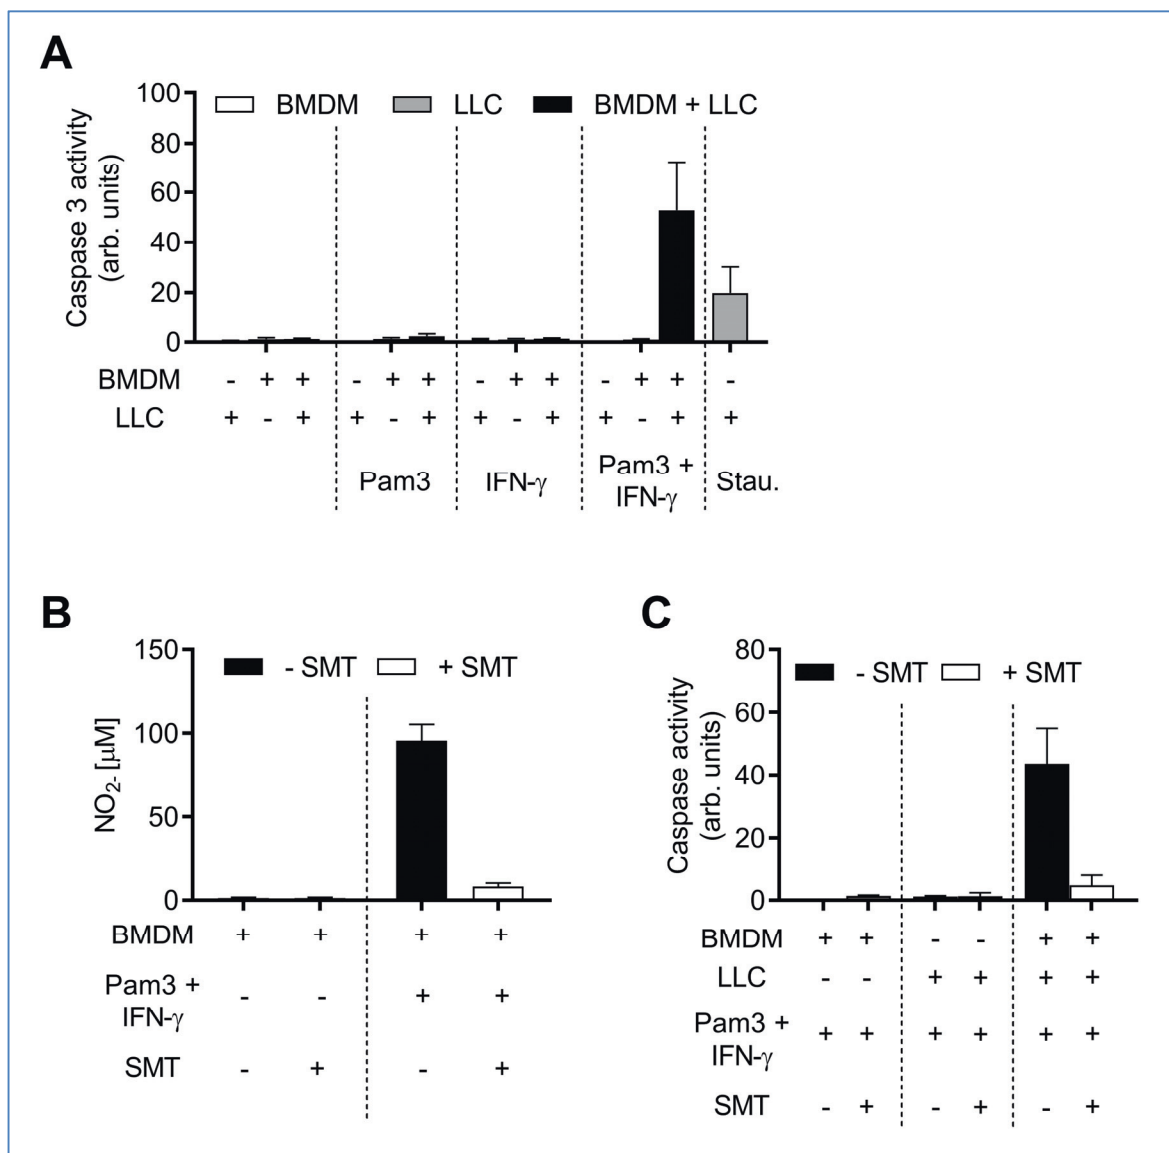 A
100
80
60
40
20
0
Caspase 3 activity
(arb. units)
BMDM LLC BMDM + LLC
BMDM - + + - + + - + + - + + -
LLC + - + + - + + - + + - + +
Pam3 IFN-γ Pam3 + IFN-γ Stau.
B
150
100
50
0
NO2- [μM]
- SMT + SMT
BMDM + + + +
Pam3 +
IFN-γ - - + +
SMT - + - +
C
80
60
40
20
0
Caspase activity
(arb. units)
- SMT + SMT
BMDM + + - - + +
LLC - - + + + +
Pam3 +
IFN-γ + + + + + +
SMT - + - + - +